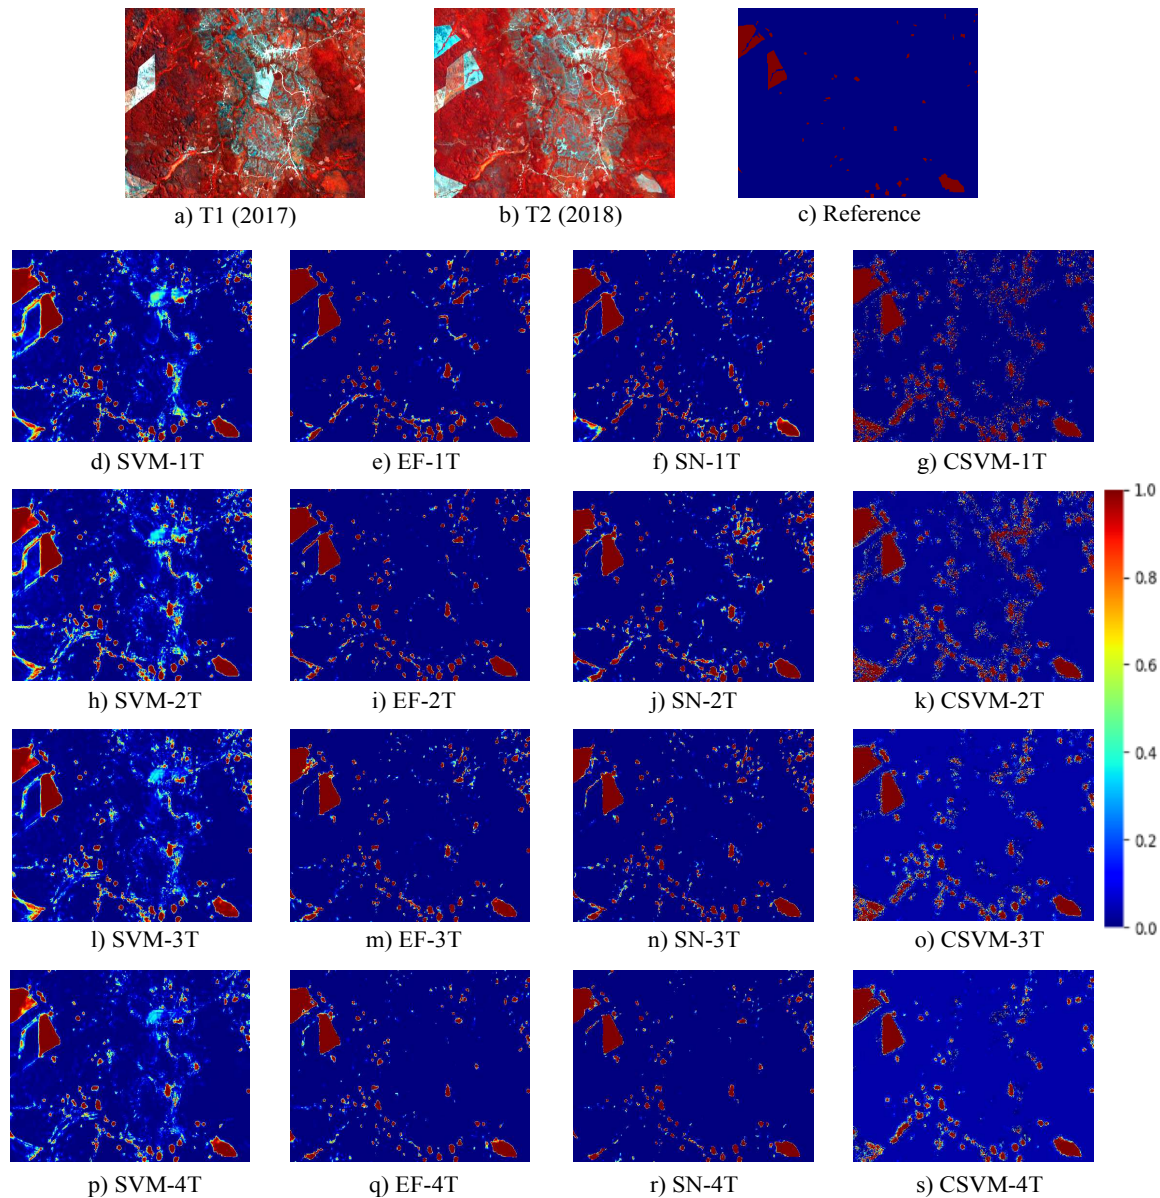 a) T1 (2017) b) T2 (2018) c) Reference
d) SVM-1T e) EF-1T f) SN-1T g) CSVM-1T
h) SVM-2T i) EF-2T j) SN-2T k) CSVM-2T
1.0
0.8
0.6
0.4
0.2
0.0
l) SVM-3T m) EF-3T n) SN-3T o) CSVM-3T
p) SVM-4T q) EF-4T r) SN-4T s) CSVM-4T